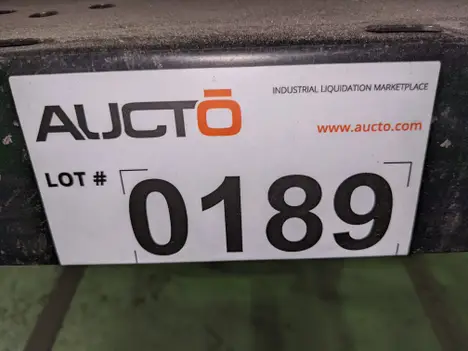 AUCTŌ
INDUSTRIAL LIQUIDATION MARKETPLACE
www.aucto.com
LOT #
0189